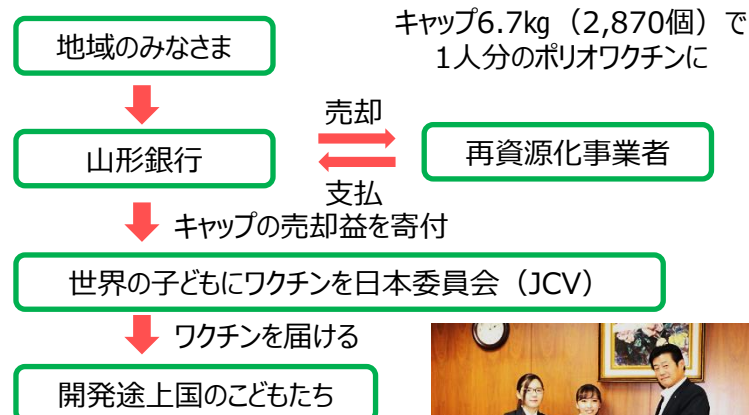 キャップ6.7kg（2,870個）で
1人分のポリオワクチンに
地域のみなさま
山形銀行
売却
支払
再資源化事業者
キャップの売却益を寄付
世界の子どもにワクチンを日本委員会（JCV）
ワクチンを届ける
開発途上国のこどもたち